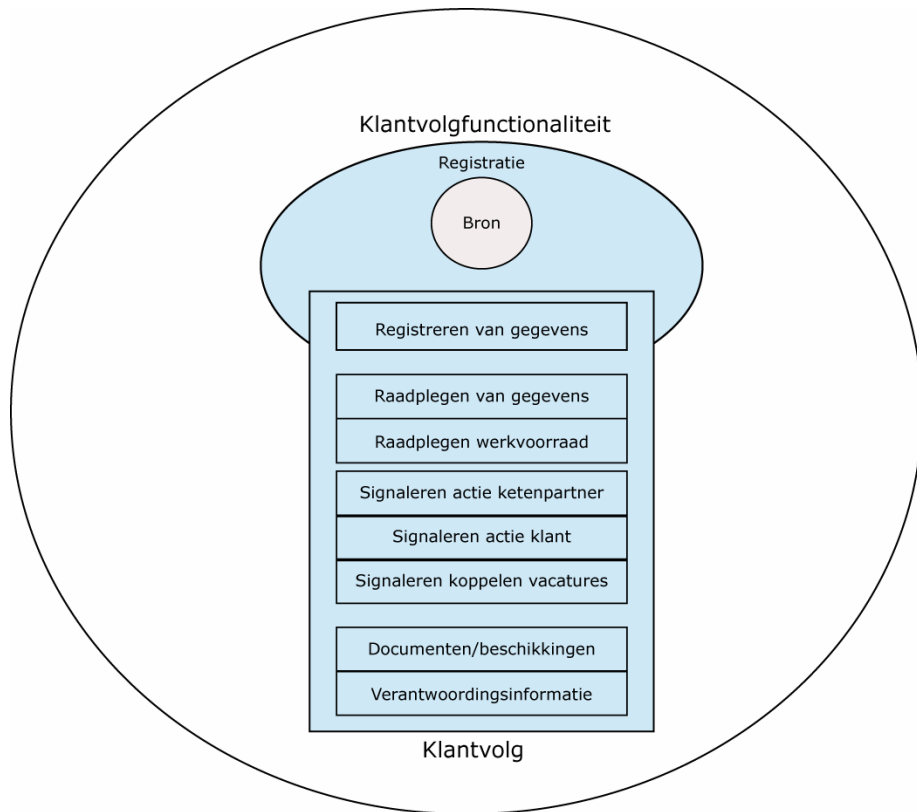 Klantvolgfunctionaliteit
Registratie
Bron
Registreren van gegevens
Raadplegen van gegevens
Raadplegen werkvoorraad
Signaleren actie ketenpartner
Signaleren actie klant
Signaleren koppelen vacatures
Documenten/beschikkingen
Verantwoordingsinformatie
Klantvolg